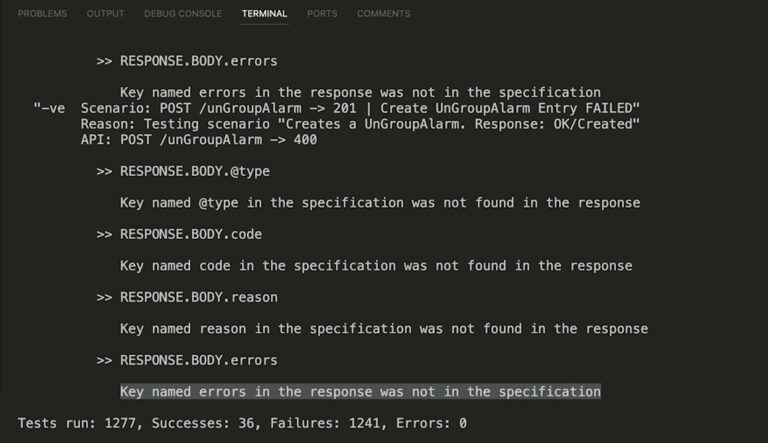 PROBLEMS OUTPUT DEBUG CONSOLE TERMINAL PORTS COMMENTS
>> RESPONSE.BODY.errors
Key named errors in the response was not in the specification
"-ve  Scenario: POST /unGroupAlarm -> 201 | Create UnGroupAlarm Entry FAILED"
Reason: Testing scenario "Creates a UnGroupAlarm. Response: OK/Created"
API: POST /unGroupAlarm -> 400
>> RESPONSE.BODY.@type
Key named @type in the specification was not found in the response
>> RESPONSE.BODY.code
Key named code in the specification was not found in the response
>> RESPONSE.BODY.reason
Key named reason in the specification was not found in the response
>> RESPONSE.BODY.errors
Key named errors in the response was not in the specification
Tests run: 1277, Successes: 36, Failures: 1241, Errors: 0